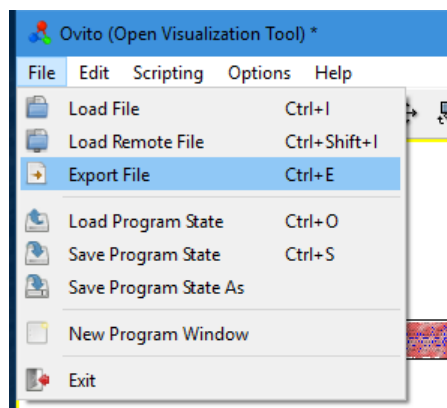 Ovito (Open Visualization Tool) *
File Edit Scripting Options Help
Load File Ctrl+I
Load Remote File Ctrl+Shift+I
Export File Ctrl+E
Load Program State Ctrl+O
Save Program State Ctrl+S
Save Program State As
New Program Window
Exit